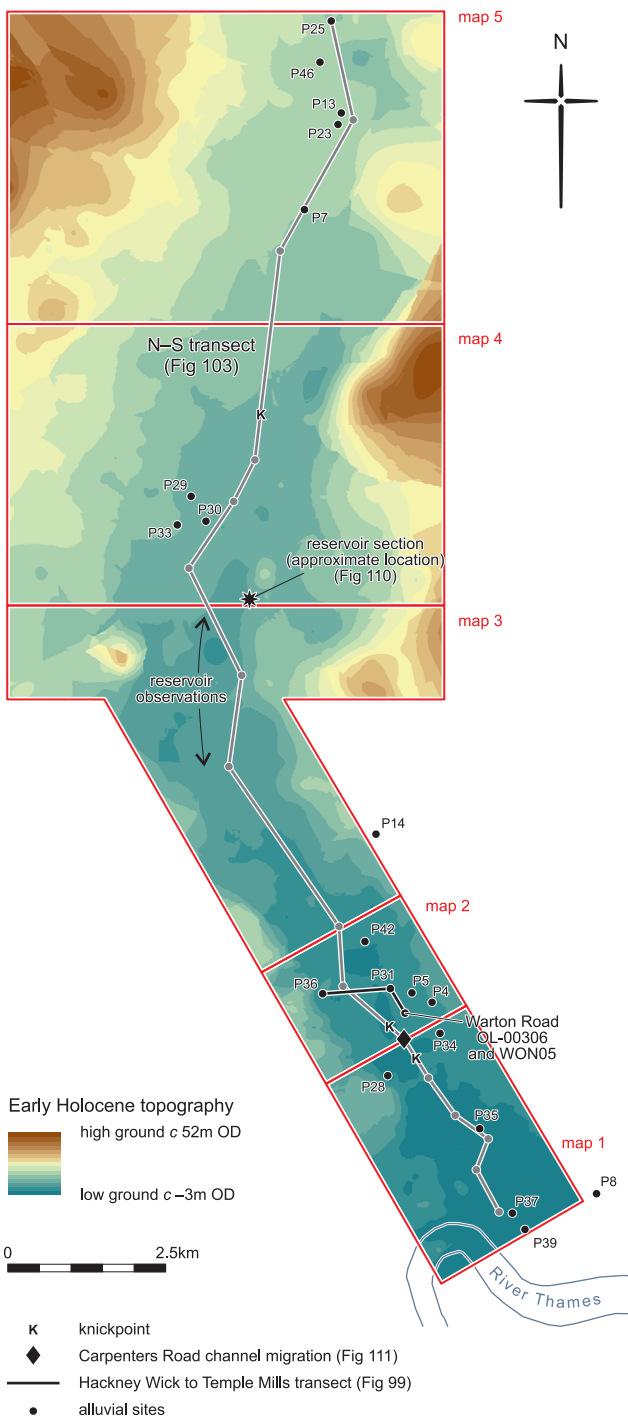 map 5
P25
N
P46
P13
P23
P7
map 4
N–S transect
(Fig 103)
K
P29
P30
P33
reservoir section
(approximate location)
(Fig 110)
map 3
reservoir
observations
P14
map 2
P42
P36
P31
P5
P4
Warton Road
OL-00306
and WON05
K
P34
K
P28
Early Holocene topography
high ground c 52m OD
low ground c –3m OD
P35
map 1
P8
P37
P39
River Thames
0
2.5km
K knickpoint
Carpenters Road channel migration (Fig 111)
Hackney Wick to Temple Mills transect (Fig 99)
alluvial sites